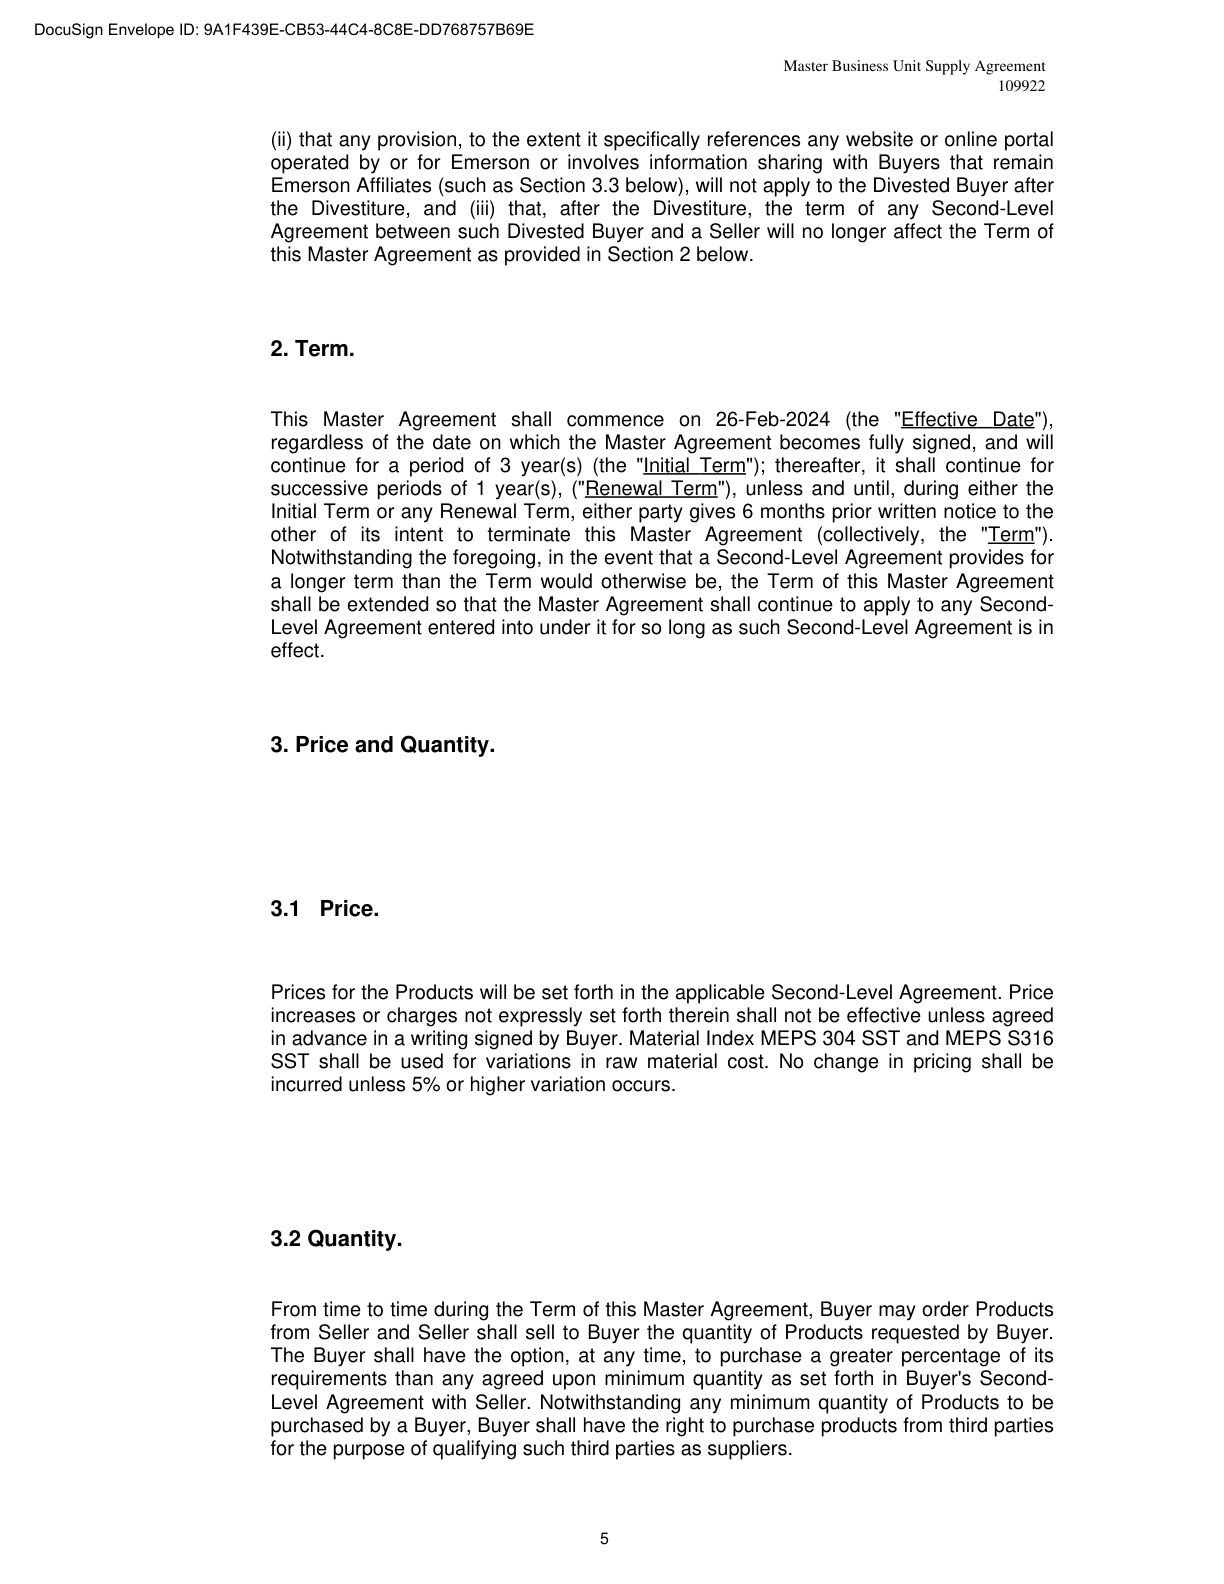 DocuSign Envelope ID: 9A1F439E-CB53-44C4-8C8E-DD768757B69E
Master Business Unit Supply Agreement
109922
(ii) that any provision, to the extent it specifically references any website or online portal
operated by or for Emerson or involves information sharing with Buyers that remain
Emerson Affiliates (such as Section 3.3 below), will not apply to the Divested Buyer after
the Divestiture, and (iii) that, after the Divestiture, the term of any Second-Level
Agreement between such Divested Buyer and a Seller will no longer affect the Term of
this Master Agreement as provided in Section 2 below.
2. Term.
This Master Agreement shall commence on 26-Feb-2024 (the "Effective Date"),
regardless of the date on which the Master Agreement becomes fully signed, and will
continue for a period of 3 year(s) (the "Initial Term"); thereafter, it shall continue for
successive periods of 1 year(s), ("Renewal Term"), unless and until, during either the
Initial Term or any Renewal Term, either party gives 6 months prior written notice to the
other of its intent to terminate this Master Agreement (collectively, the "Term").
Notwithstanding the foregoing, in the event that a Second-Level Agreement provides for
a longer term than the Term would otherwise be, the Term of this Master Agreement
shall be extended so that the Master Agreement shall continue to apply to any Second-
Level Agreement entered into under it for so long as such Second-Level Agreement is in
effect.
3. Price and Quantity.
3.1 Price.
Prices for the Products will be set forth in the applicable Second-Level Agreement. Price
increases or charges not expressly set forth therein shall not be effective unless agreed
in advance in a writing signed by Buyer. Material Index MEPS 304 SST and MEPS S316
SST shall be used for variations in raw material cost. No change in pricing shall be
incurred unless 5% or higher variation occurs.
3.2 Quantity.
From time to time during the Term of this Master Agreement, Buyer may order Products
from Seller and Seller shall sell to Buyer the quantity of Products requested by Buyer.
The Buyer shall have the option, at any time, to purchase a greater percentage of its
requirements than any agreed upon minimum quantity as set forth in Buyer's Second-
Level Agreement with Seller. Notwithstanding any minimum quantity of Products to be
purchased by a Buyer, Buyer shall have the right to purchase products from third parties
for the purpose of qualifying such third parties as suppliers.
5